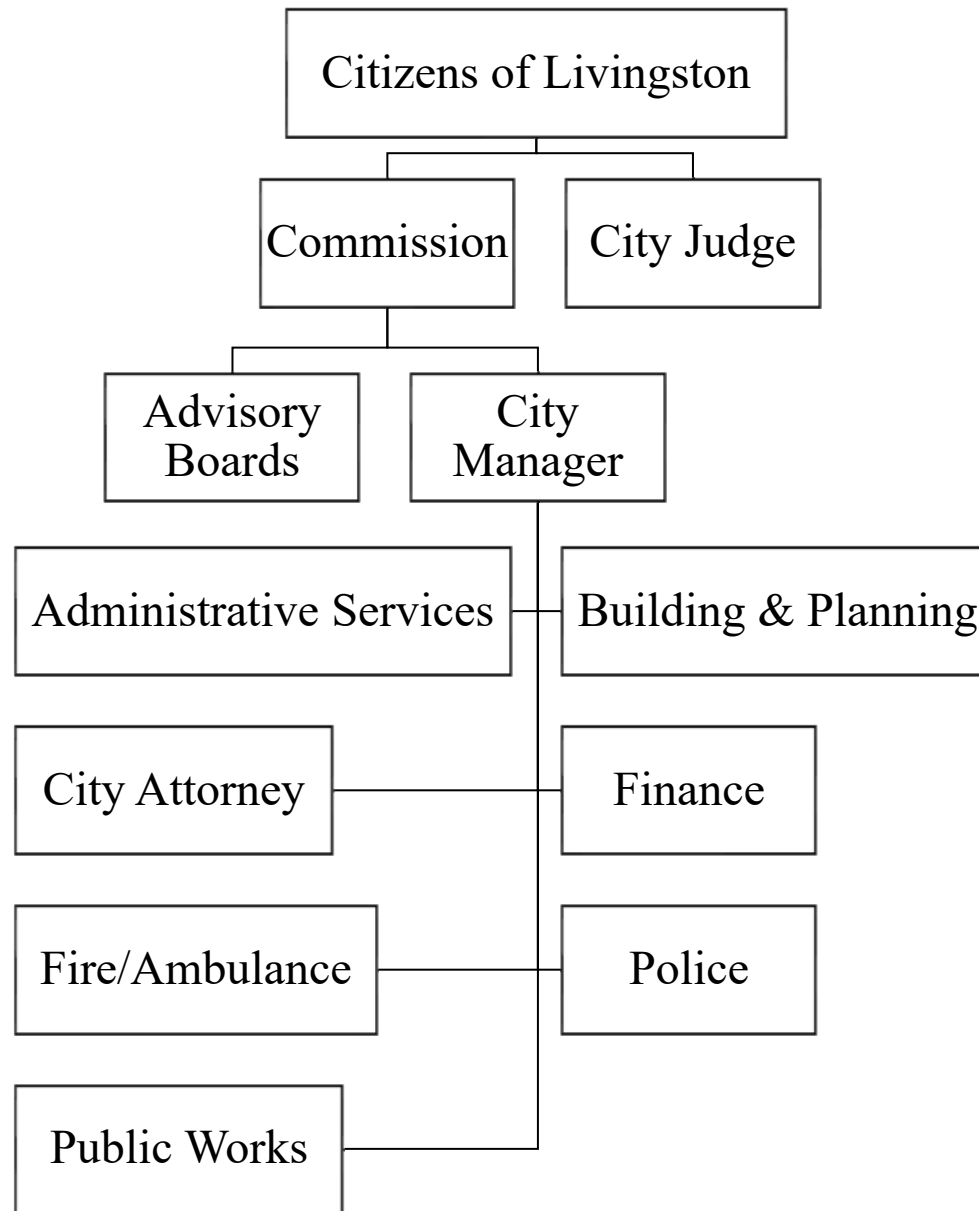 Citizens of Livingston
Commission
City Judge
Advisory
Boards
City
Manager
Administrative Services
Building & Planning
City Attorney
Finance
Fire/Ambulance
Police
Public Works